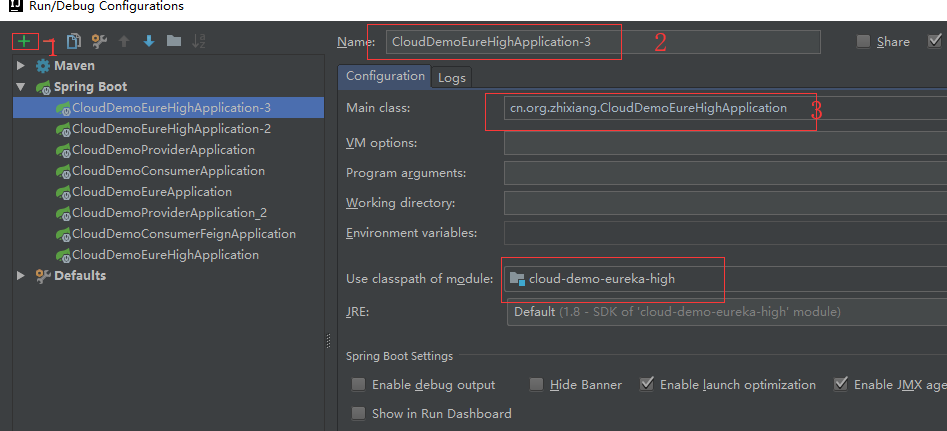 IJ Run/Debug Configurations
1
Name: CloudDemoEureHighApplication-3 2 Share
Maven
Spring Boot
CloudDemoEureHighApplication-3
CloudDemoEureHighApplication-2
CloudDemoProviderApplication
CloudDemoConsumerApplication
CloudDemoEureApplication
CloudDemoProviderApplication_2
CloudDemoConsumerFeignApplication
CloudDemoEureHighApplication
Defaults
Configuration Logs
Main class: cn.org.zhixiang.CloudDemoEureHighApplication 3
VM options:
Program arguments:
Working directory:
Environment variables:
Use classpath of module: cloud-demo-eureka-high
JRE: Default (1.8 - SDK of 'cloud-demo-eureka-high' module)
Spring Boot Settings
Enable debug output Hide Banner Enable launch optimization Enable JMX age
Show in Run Dashboard